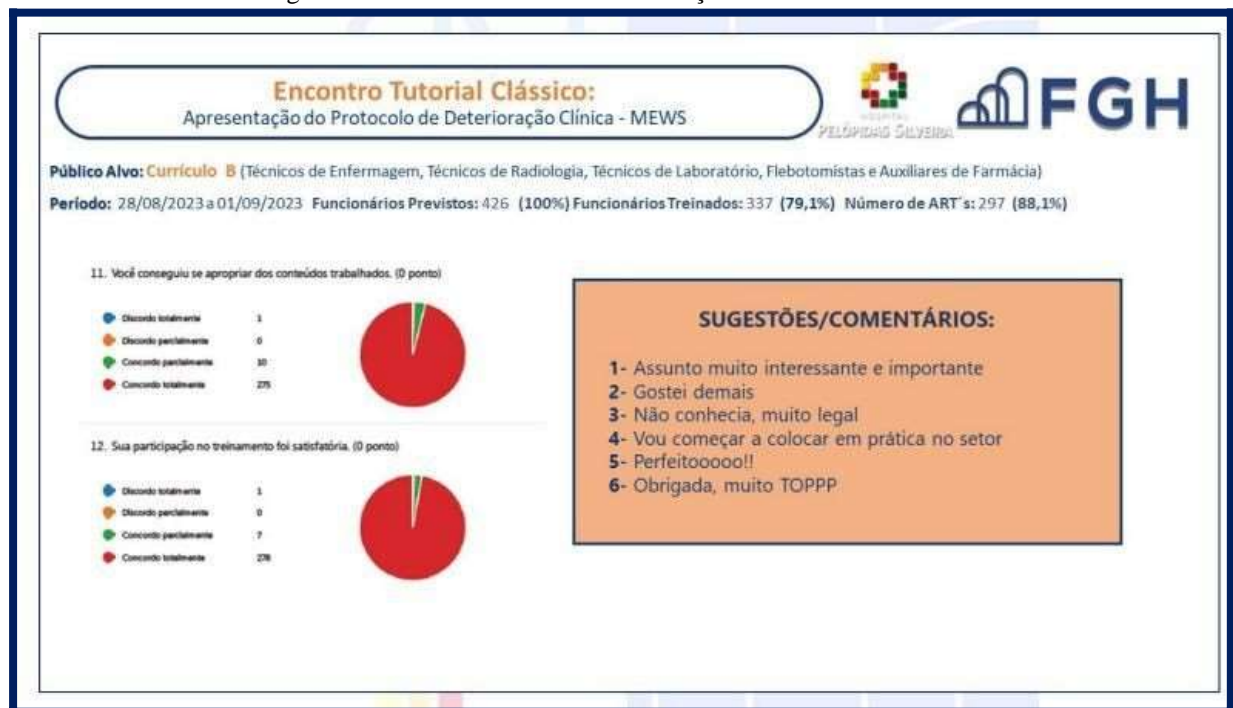 Encontro Tutorial Clássico:
Apresentação do Protocolo de Deterioração Clínica - MEWS
HOSPITAL
PELÓPIDAS SILVEIRA
FGH
Público Alvo: Currículo B (Técnicos de Enfermagem, Técnicos de Radiologia, Técnicos de Laboratório, Flebotomistas e Auxiliares de Farmácia)
Período: 28/08/2023 a 01/09/2023 Funcionários Previstos: 426 (100%) Funcionários Treinados: 337 (79,1%) Número de ART´s: 297 (88,1%)
11. Você conseguiu se apropriar dos conteúdos trabalhados. (0 ponto)
Discordo totalmente 1
Discordo parcialmente 0
Concordo parcialmente 10
Concordo totalmente 275
12. Sua participação no treinamento foi satisfatória. (0 ponto)
Discordo totalmente 1
Discordo parcialmente 0
Concordo parcialmente 7
Concordo totalmente 278
SUGESTÕES/COMENTÁRIOS:
1- Assunto muito interessante e importante
2- Gostei demais
3- Não conhecia, muito legal
4- Vou começar a colocar em prática no setor
5- Perfeitooooo!!
6- Obrigada, muito TOPPP